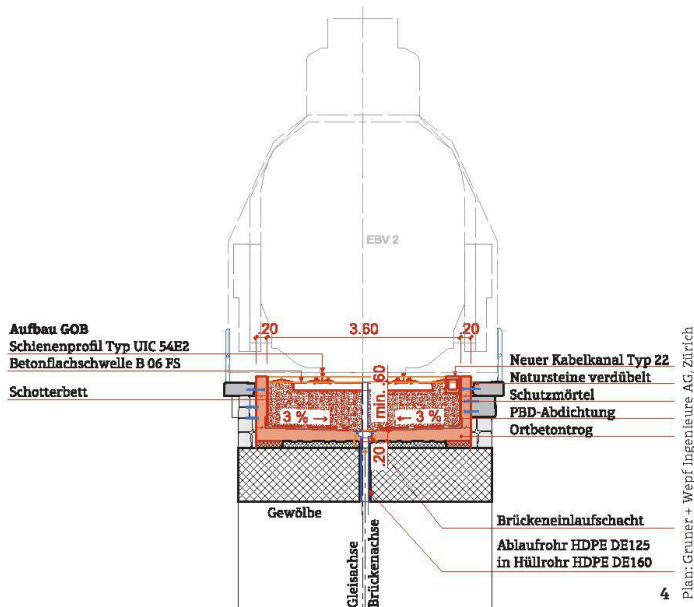 EBV 2
.20
3.60
.20
Aufbau GOB
Schienenprofil Typ UIC 54E2
Betonflachschwelle B 06 FS
Schotterbett
Neuer Kabelkanal Typ 22
Natursteine verdübelt
Schutzmörtel
PBD-Abdichtung
Ortbetontrog
min. .60
3 % →
← 3 %
.20
Gewölbe
Gleisachse
Brückenachse
Brückeneinlaufschacht
Ablaufrohr HDPE DE125
in Hüllrohr HDPE DE160
4
Plan: Gruner + Wepf Ingenieure AG, Zürich